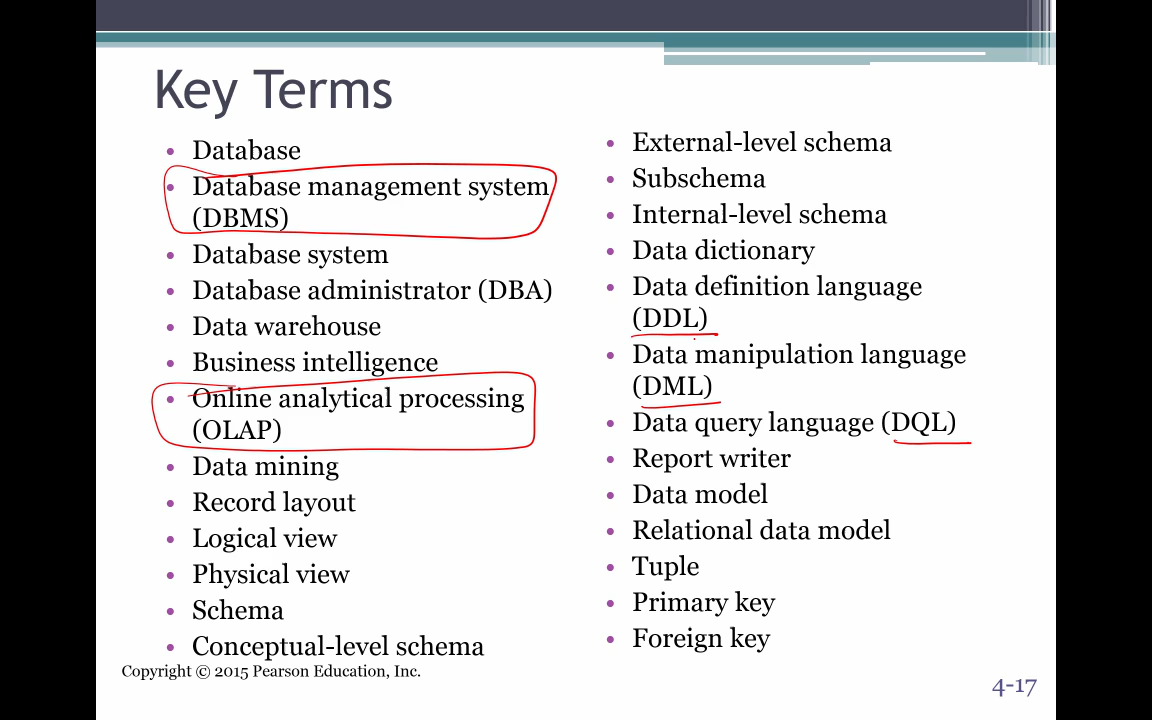 Key Terms
• Database
• Database management system
(DBMS)
• Database system
• Database administrator (DBA)
• Data warehouse
• Business intelligence
• Online analytical processing
(OLAP)
• Data mining
• Record layout
• Logical view
• Physical view
• Schema
• Conceptual-level schema
• External-level schema
• Subschema
• Internal-level schema
• Data dictionary
• Data definition language
(DDL)
• Data manipulation language
(DML)
• Data query language (DQL)
• Report writer
• Data model
• Relational data model
• Tuple
• Primary key
• Foreign key
Copyright © 2015 Pearson Education, Inc.
4-17